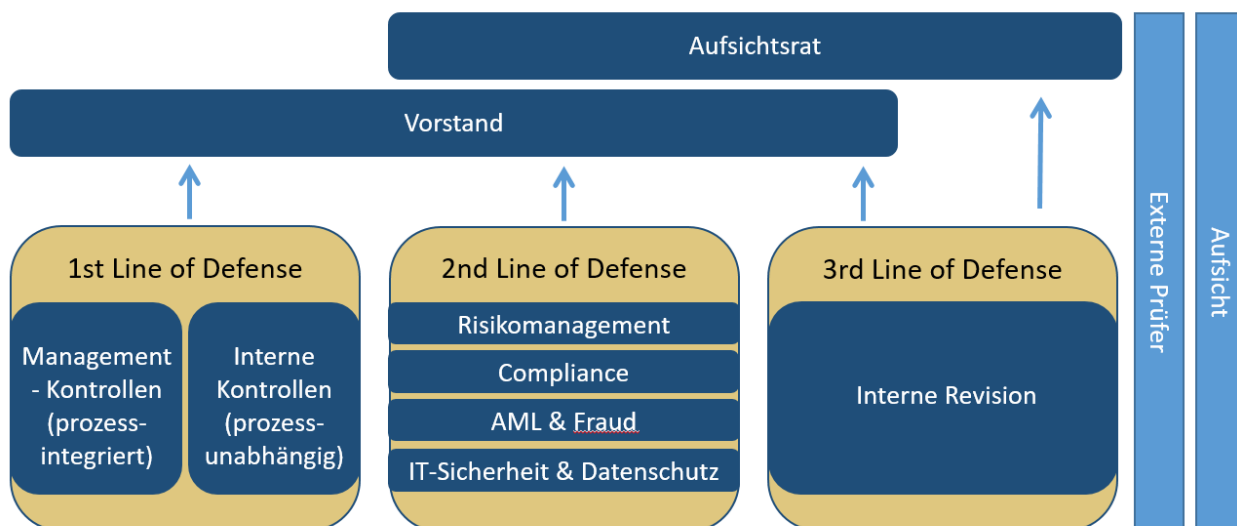 Aufsichtsrat
Vorstand
Externe Prüfer
Aufsicht
1st Line of Defense
Management
- Kontrollen
(prozess-
integriert)
Interne
Kontrollen
(prozess-
unabhängig)
2nd Line of Defense
Risikomanagement
Compliance
AML & Fraud
IT-Sicherheit & Datenschutz
3rd Line of Defense
Interne Revision